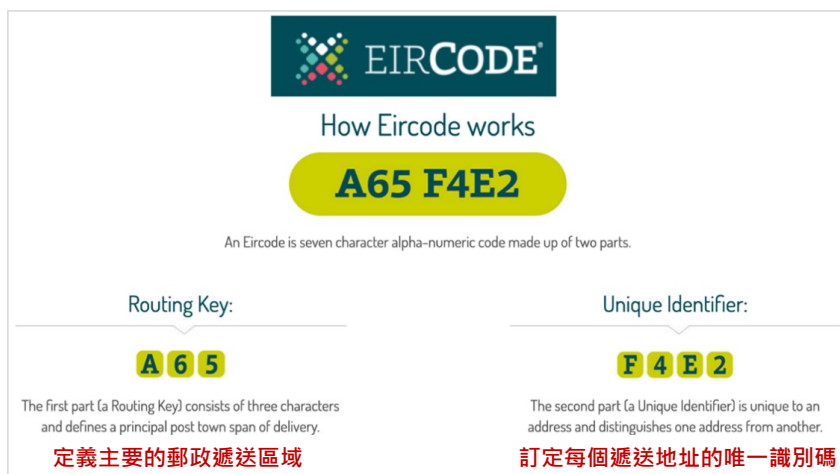 EIRCODE®
How Eircode works
A65 F4E2
An Eircode is seven character alpha-numeric code made up of two parts.
Routing Key:
A 6 5
The first part (a Routing Key) consists of three characters
and defines a principal post town span of delivery.
定義主要的郵政遞送區域
Unique Identifier:
F 4 E 2
The second part (a Unique Identifier) is unique to an
address and distinguishes one address from another.
訂定每個遞送地址的唯一識別碼